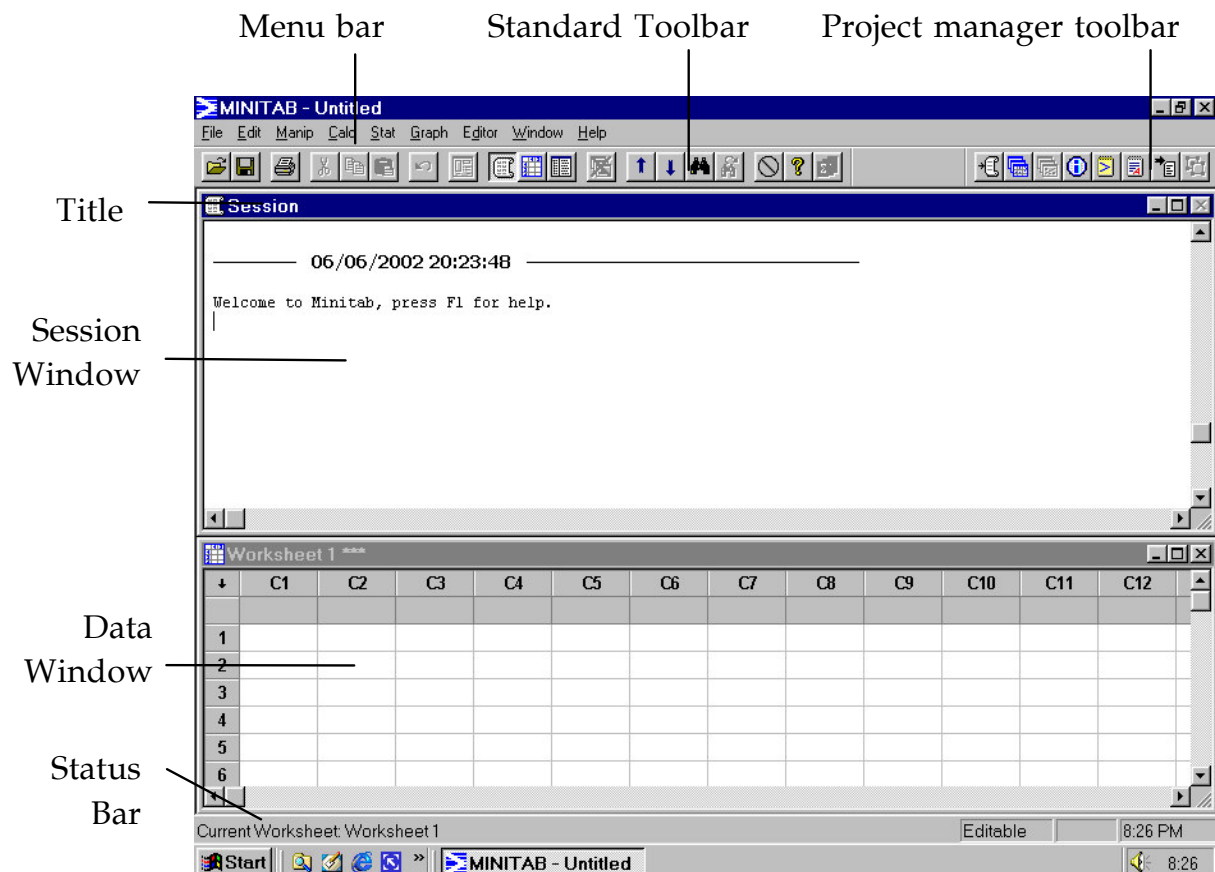 Menu bar Standard Toolbar Project manager toolbar
MINITAB - Untitled
File Edit Manip Calc Stat Graph Editor Window Help
Title
Session
06/06/2002 20:23:48
Welcome to Minitab, press F1 for help.
Session
Window
Worksheet 1 ***
C1 C2 C3 C4 C5 C6 C7 C8 C9 C10 C11 C12
Data
Window
1
2
3
4
5
6
Status
Bar
Current Worksheet: Worksheet 1 Editable 8:26 PM
Start » MINITAB - Untitled 8:26